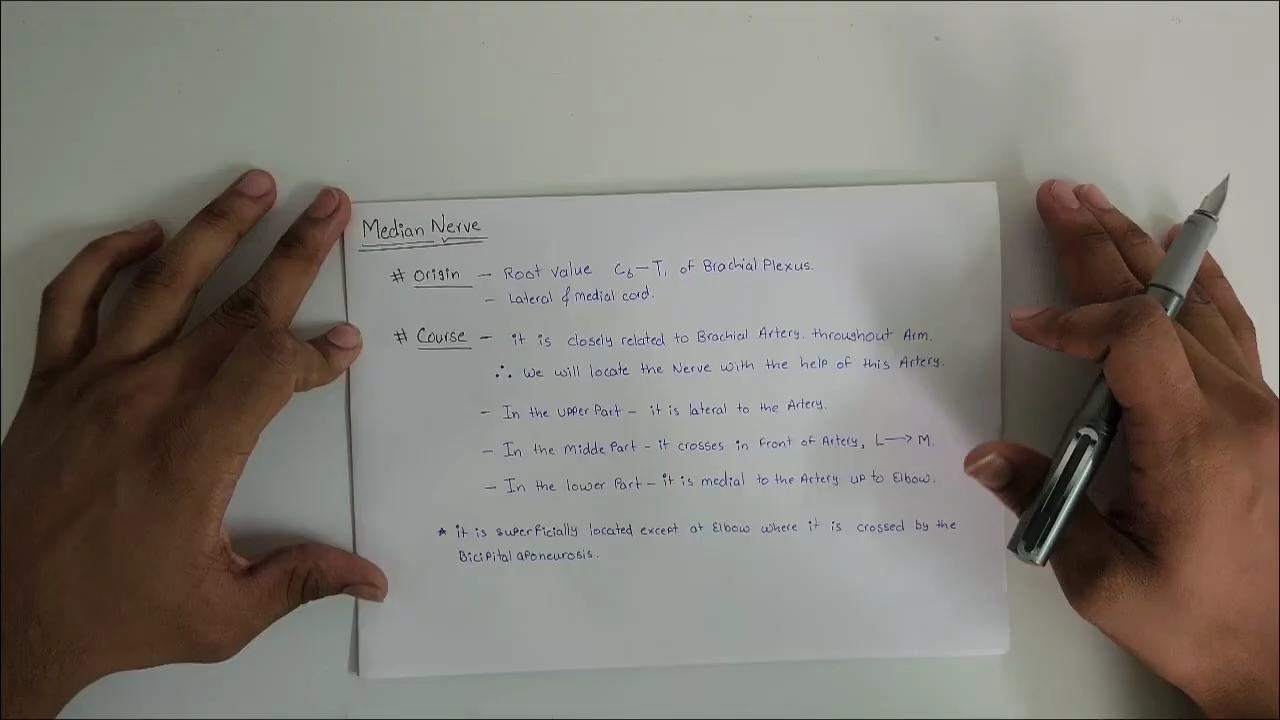 Median Nerve
# Origin - Root value C6-T1 of Brachial Plexus.
- Lateral & medial cord.
# Course - it is closely related to Brachial Artery. throughout Arm.
∴ we will locate the Nerve with the help of this Artery.
- In the upper Part - it is lateral to the Artery.
- In the midde Part - it crosses in Front of Artery, L→M.
- In the lower Part - it is medial to the Artery up to Elbow.
* it is superficially located except at Elbow where it is crossed by the
Bicipital aponeurosis.